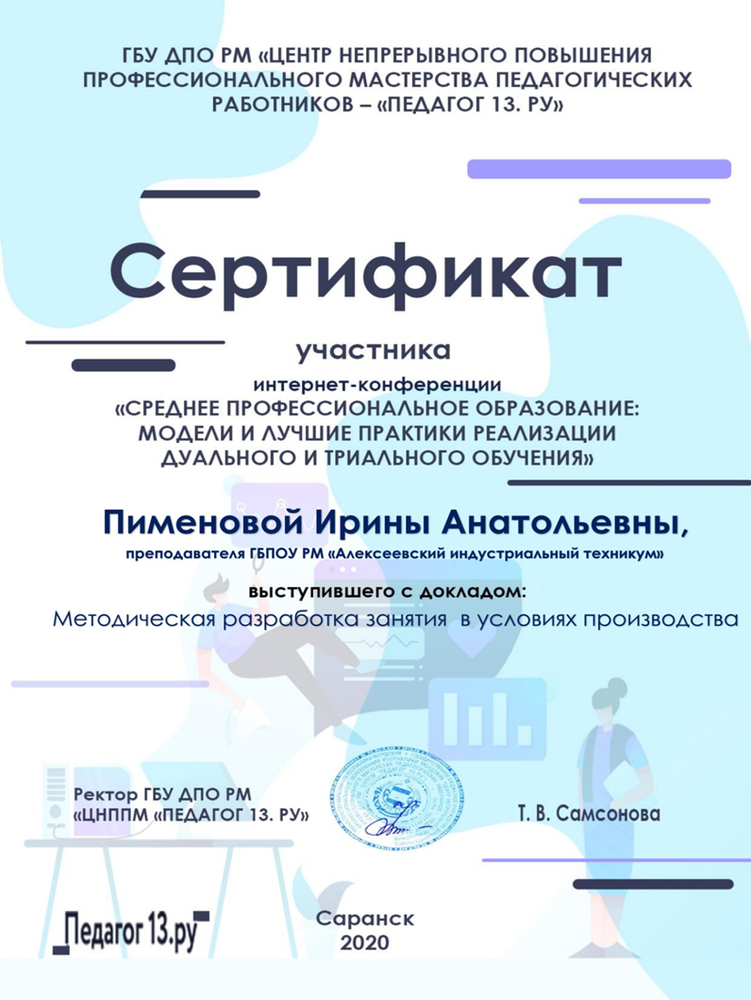 ГБУ ДПО РМ «ЦЕНТР НЕПРЕРЫВНОГО ПОВЫШЕНИЯ
ПРОФЕССИОНАЛЬНОГО МАСТЕРСТВА ПЕДАГОГИЧЕСКИХ
РАБОТНИКОВ – «ПЕДАГОГ 13. РУ»
Сертификат
участника
интернет-конференции
«СРЕДНЕЕ ПРОФЕССИОНАЛЬНОЕ ОБРАЗОВАНИЕ:
МОДЕЛИ И ЛУЧШИЕ ПРАКТИКИ РЕАЛИЗАЦИИ
ДУАЛЬНОГО И ТРИАЛЬНОГО ОБУЧЕНИЯ»
Пименовой Ирины Анатольевны,
преподавателя ГБПОУ РМ «Алексеевский индустриальный техникум»
выступившего с докладом:
Методическая разработка занятия в условиях производства
Ректор ГБУ ДПО РМ
«ЦНППМ «ПЕДАГОГ 13. РУ»
Т. В. Самсонова
Педагог 13.ру
Саранск
2020